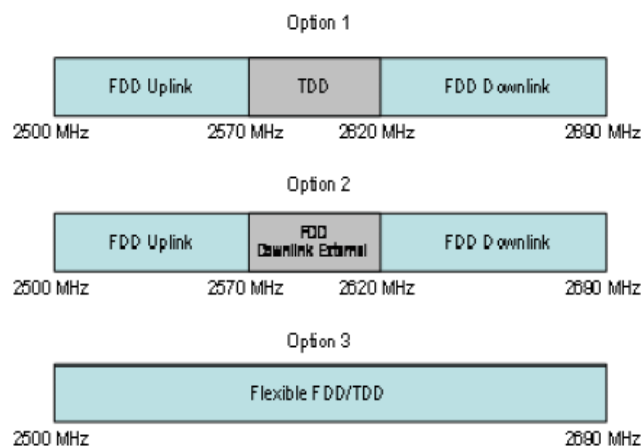 Option 1
FDD Uplink TDD FDD Downlink
2500 MHz 2570 MHz 2620 MHz 2690 MHz
Option 2
FDD Uplink FDD Downlink External FDD Downlink
2500 MHz 2570 MHz 2620 MHz 2690 MHz
Option 3
Flexible FDD/TDD
2500 MHz 2690 MHz